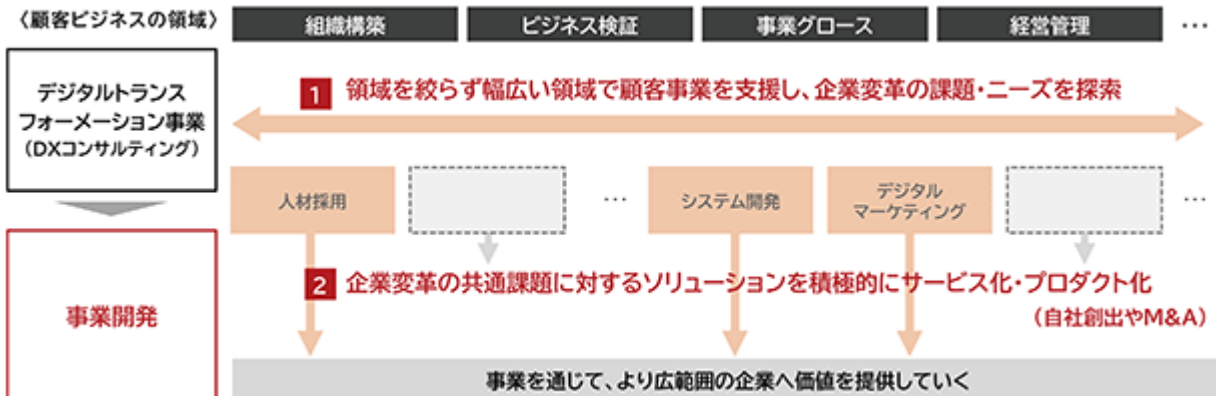 〈顧客ビジネスの領域〉
組織構築
ビジネス検証
事業グロース
経営管理
…
デジタルトランス
フォーメーション事業
(DXコンサルティング)
1 領域を絞らず幅広い領域で顧客事業を支援し、企業変革の課題・ニーズを探索
人材採用
…
システム開発
デジタル
マーケティング
…
事業開発
2 企業変革の共通課題に対するソリューションを積極的にサービス化・プロダクト化
(自社創出やM&A)
事業を通じて、より広範囲の企業へ価値を提供していく